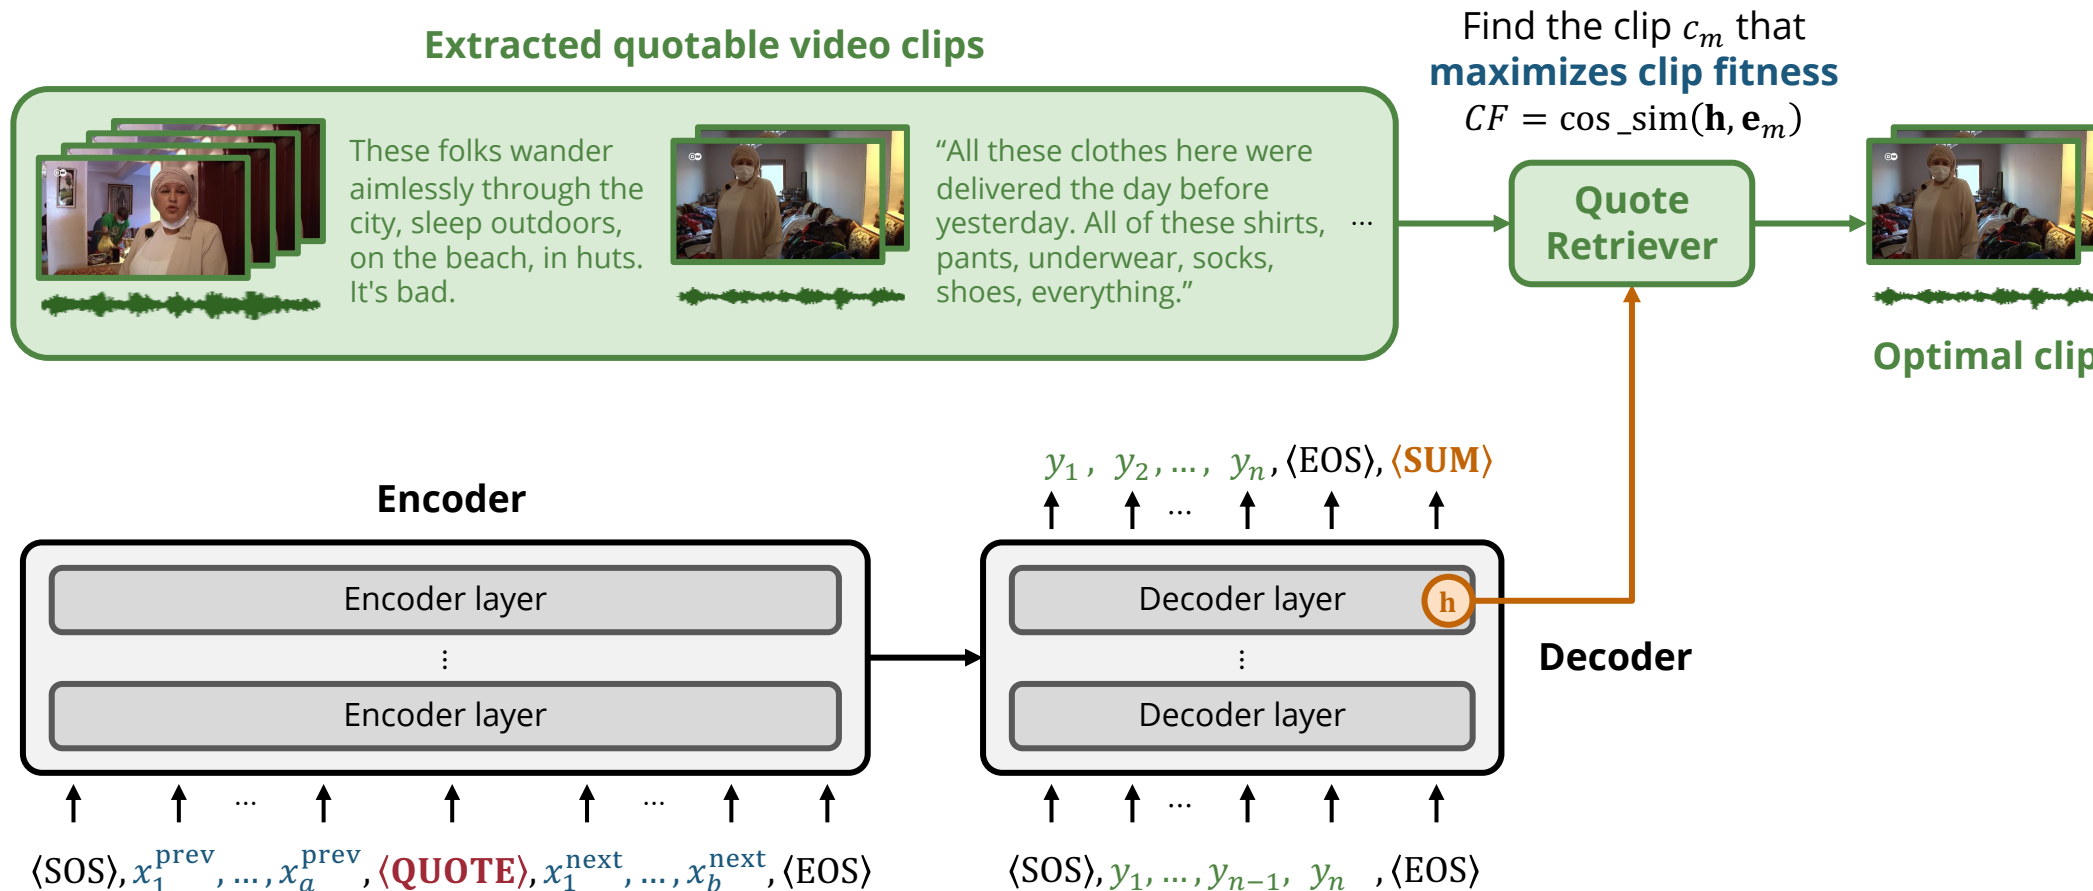 Extracted quotable video clips
Find the clip c_m that
maximizes clip fitness
CF = cos _sim(h, e_m)
These folks wander
aimlessly through the
city, sleep outdoors,
on the beach, in huts.
It's bad.
“All these clothes here were
delivered the day before
yesterday. All of these shirts,
pants, underwear, socks,
shoes, everything.”
...
Quote
Retriever
Optimal clip
y_1, y_2, ..., y_n, ⟨EOS⟩, ⟨SUM⟩
...
Encoder
Encoder layer
⋮
Encoder layer
Decoder layer
h
⋮
Decoder layer
Decoder
... ...
...
⟨SOS⟩, x_1^prev, ..., x_a^prev, ⟨QUOTE⟩, x_1^next, ..., x_b^next, ⟨EOS⟩
⟨SOS⟩, y_1, ..., y_{n−1}, y_n, ⟨EOS⟩